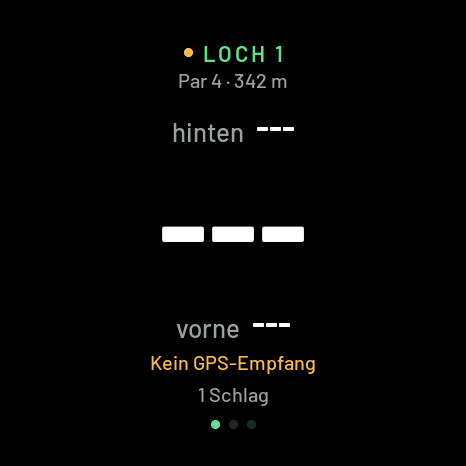 LOCH 1
Par 4 · 342 m
hinten ---
---
vorne ---
Kein GPS-Empfang
1 Schlag